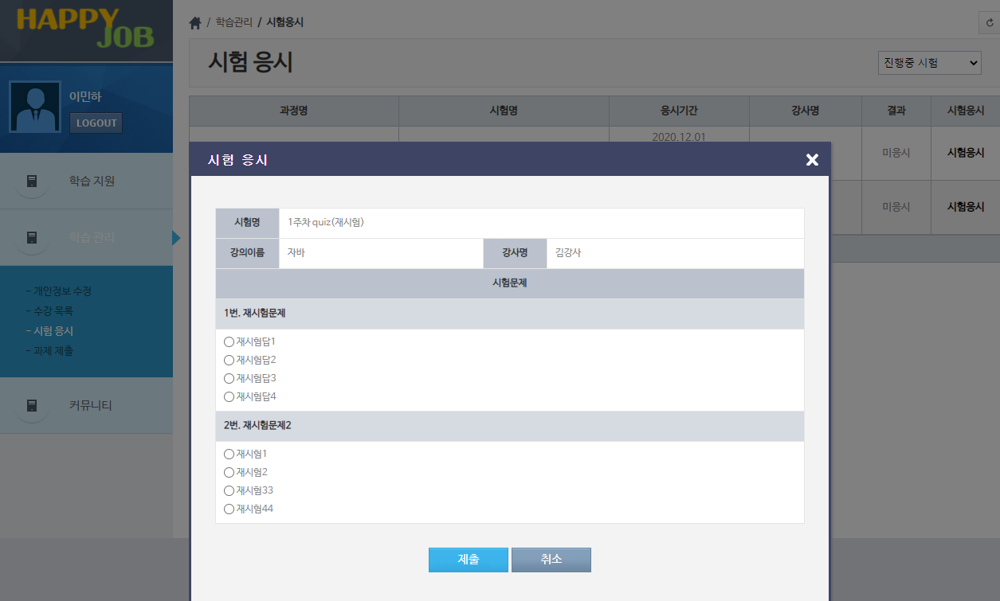 HAPPY
JOB
이민하
LOGOUT
학습 지원
학습 관리
- 개인정보 수정
- 수강 목록
- 시험 응시
- 과제 제출
커뮤니티
/ 학습관리 / 시험응시
시험 응시
진행중 시험
과정명 시험명 응시기간 강사명 결과 시험응시
2020.12.01
미응시 시험응시
미응시 시험응시
시험 응시
시험명 1주차 quiz(재시험)
강의이름 자바 강사명 김강사
시험문제
1번. 재시험문제
재시험답1
재시험답2
재시험답3
재시험답4
2번. 재시험문제2
재시험1
재시험2
재시험33
재시험44
제출 취소